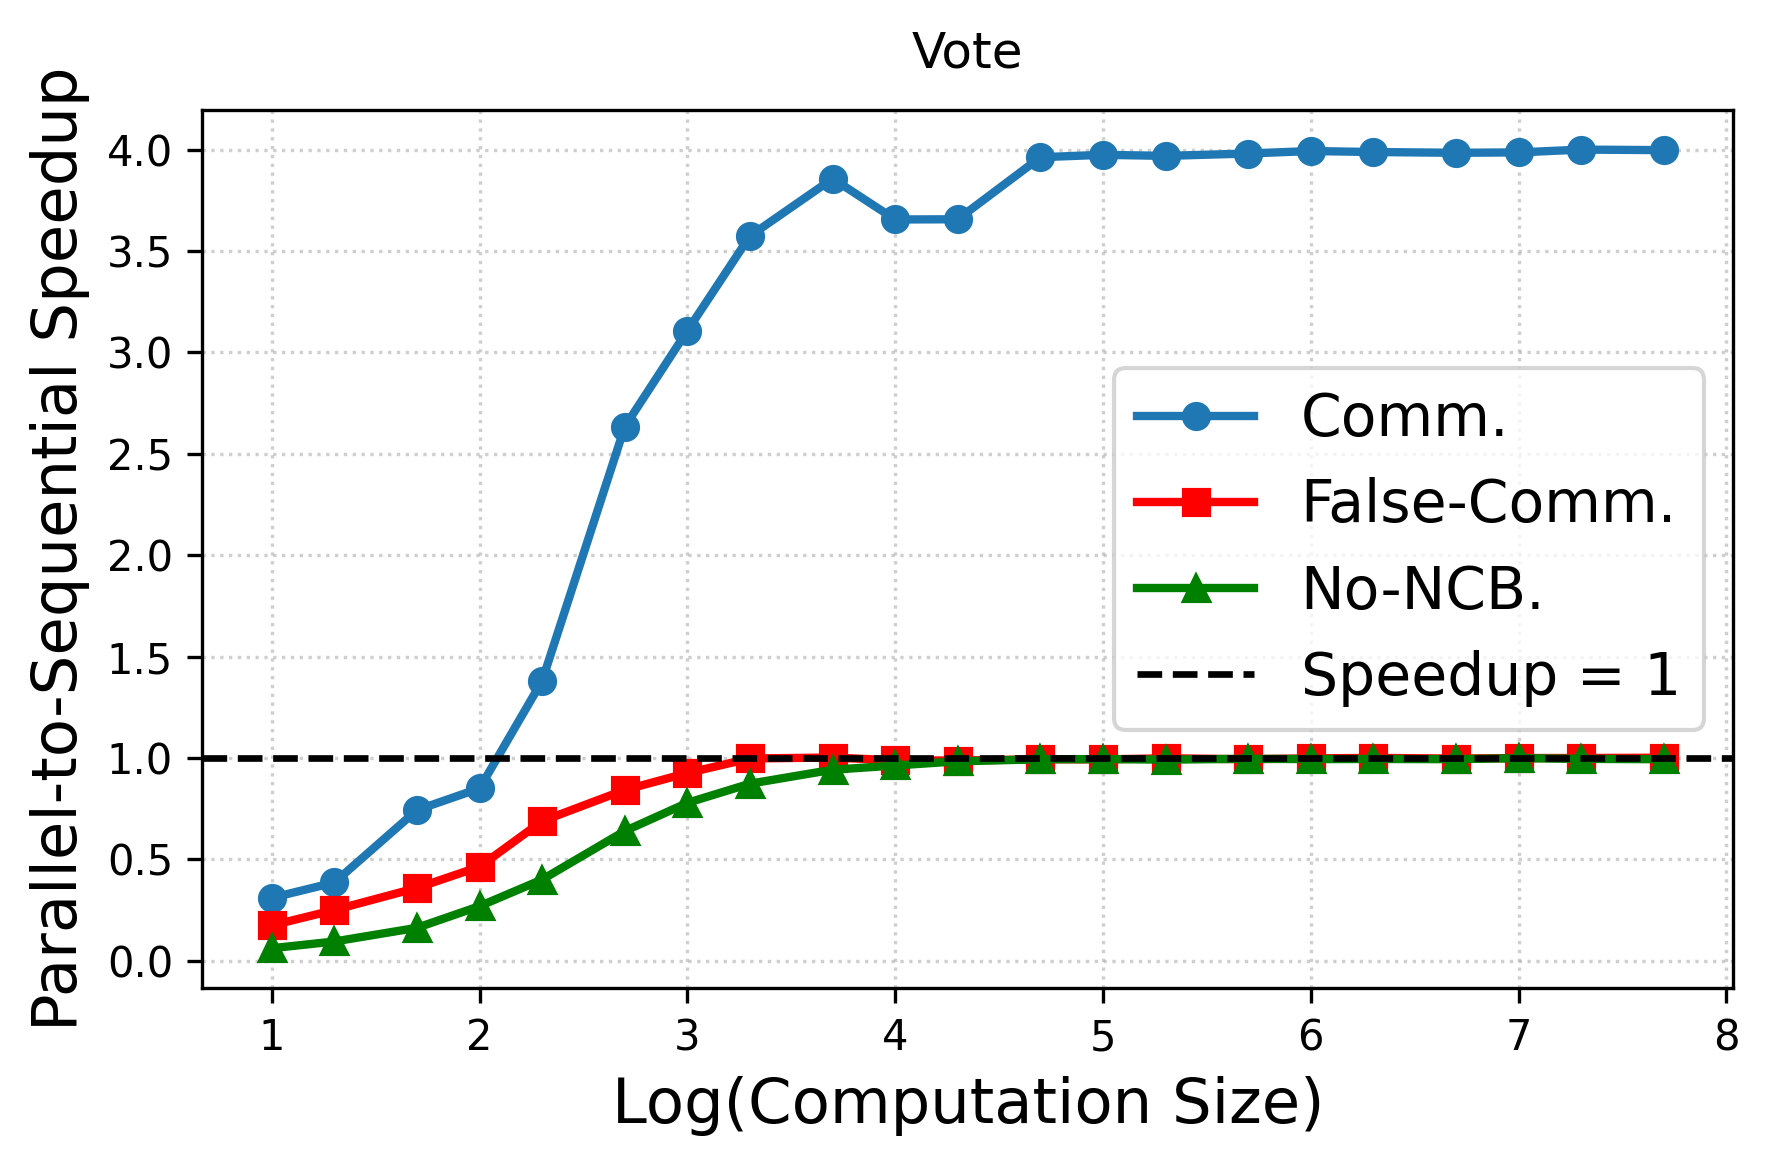 Vote
Parallel-to-Sequential Speedup
4.0
3.5
3.0
2.5
2.0
1.5
1.0
0.5
0.0
Comm.
False-Comm.
No-NCB.
Speedup = 1
1 2 3 4 5 6 7 8
Log(Computation Size)